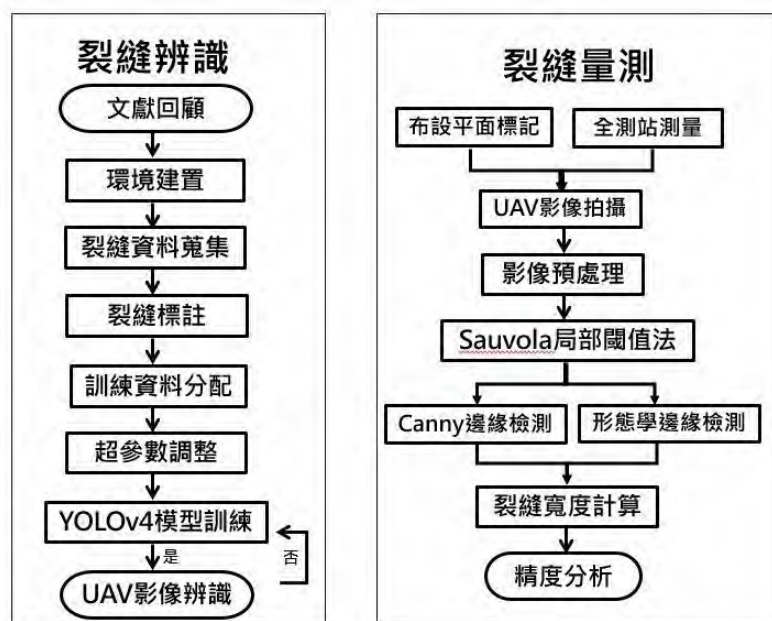 裂縫辨識
文獻回顧
環境建置
裂縫資料蒐集
裂縫標註
訓練資料分配
超參數調整
YOLOv4模型訓練
是
否
UAV影像辨識
裂縫量測
布設平面標記
全測站測量
UAV影像拍攝
影像預處理
Sauvola局部閾值法
Canny邊緣檢測
形態學邊緣檢測
裂縫寬度計算
精度分析